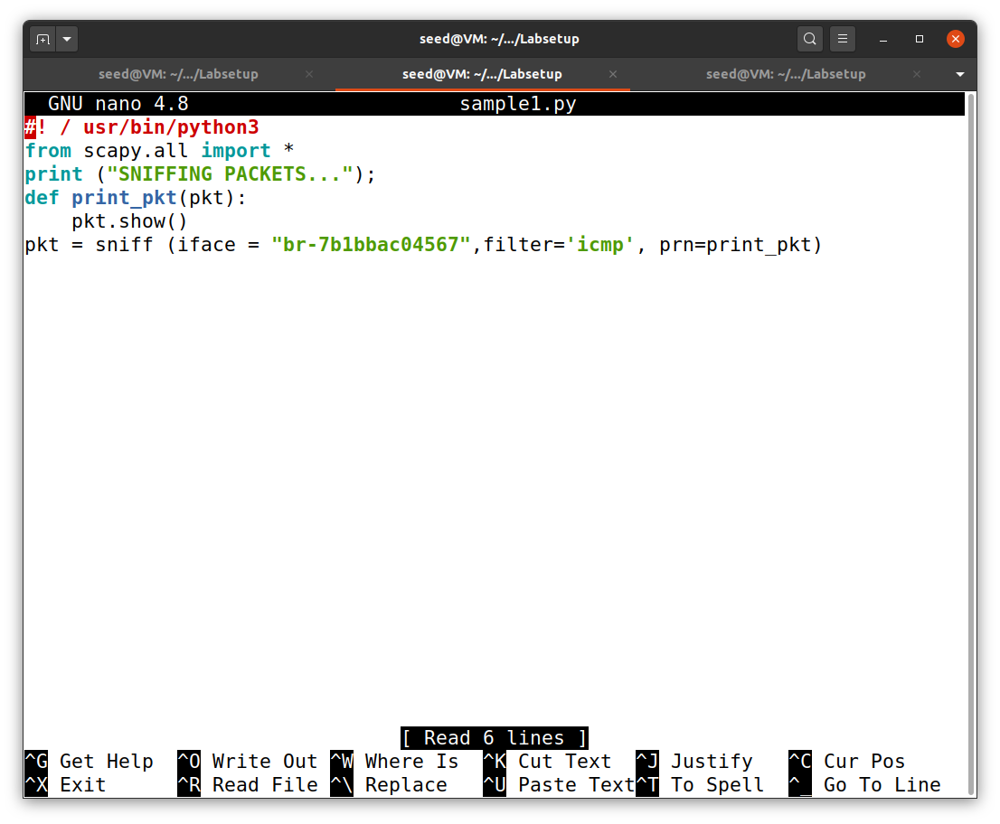 seed@VM: ~/.../Labsetup
seed@VM: ~/.../Labsetup seed@VM: ~/.../Labsetup seed@VM: ~/.../Labsetup
GNU nano 4.8 sample1.py
#! / usr/bin/python3
from scapy.all import *
print ("SNIFFING PACKETS...");
def print_pkt(pkt):
    pkt.show()
pkt = sniff (iface = "br-7b1bbac04567",filter='icmp', prn=print_pkt)
[ Read 6 lines ]
^G Get Help ^O Write Out ^W Where Is ^K Cut Text ^J Justify ^C Cur Pos
^X Exit ^R Read File ^\ Replace ^U Paste Text ^T To Spell ^_ Go To Line